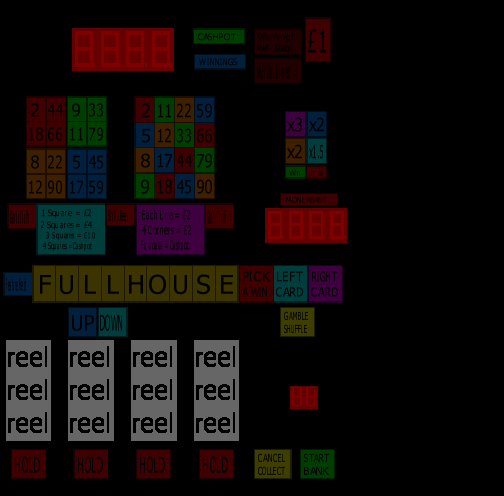 CASHPOT
£1
WINNINGS
2 44 9 33
18 66 11 79
8 22 5 45
12 90 17 59
2 11 22 59
5 12 33 66
8 17 44 79
9 18 45 90
x3 x2
x2 x1.5
Win
1 Square = £2
2 Squares = £4
3 Squares = £10
4 Squares = Cashpot
Each Line = £2
4 Corners = £2
Full House = Cashpot
FULLHOUSE
PICK
A WIN
LEFT
CARD
RIGHT
CARD
UP DOWN
GAMBLE
SHUFFLE
reel reel reel reel
reel reel reel reel
reel reel reel reel
HOLD HOLD HOLD HOLD
CANCEL
COLLECT
START
BANK